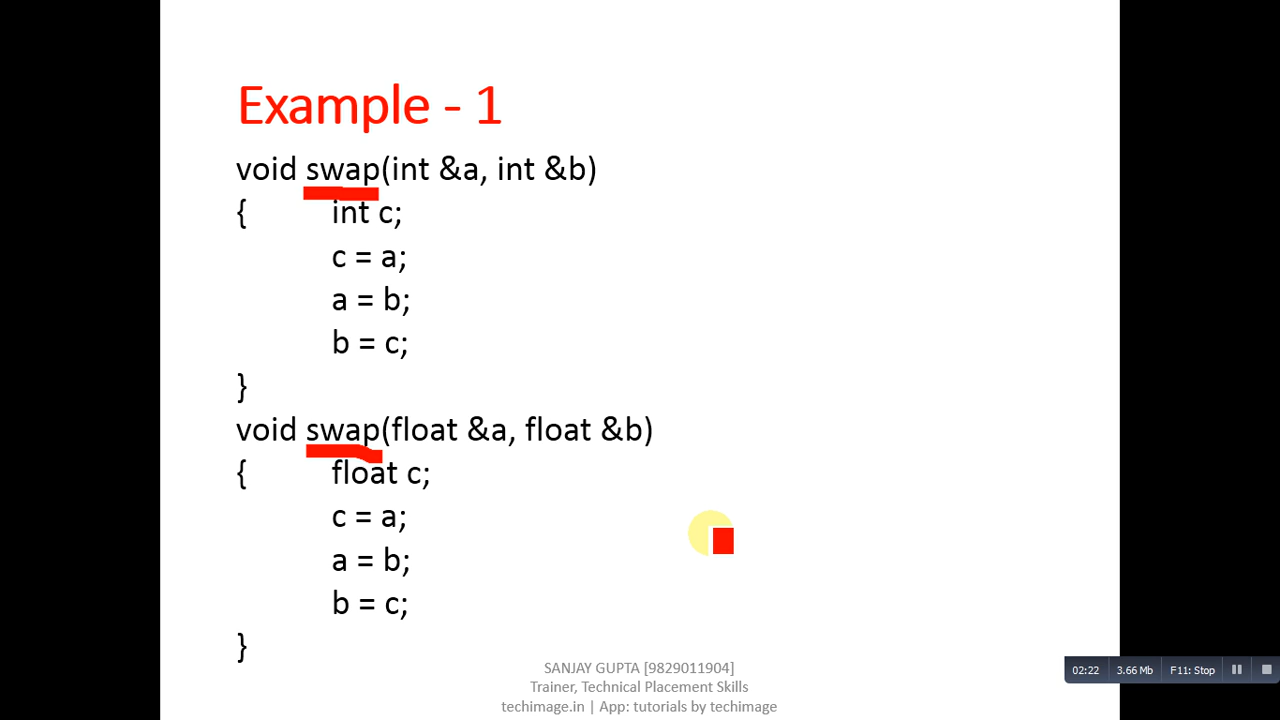 Example - 1
void swap(int &a, int &b)
{ int c;
c = a;
a = b;
b = c;
}
void swap(float &a, float &b)
{ float c;
c = a;
a = b;
b = c;
}
SANJAY GUPTA [9829011904]
Trainer, Technical Placement Skills
techimage.in | App: tutorials by techimage
02:22 3.66 Mb F11: Stop